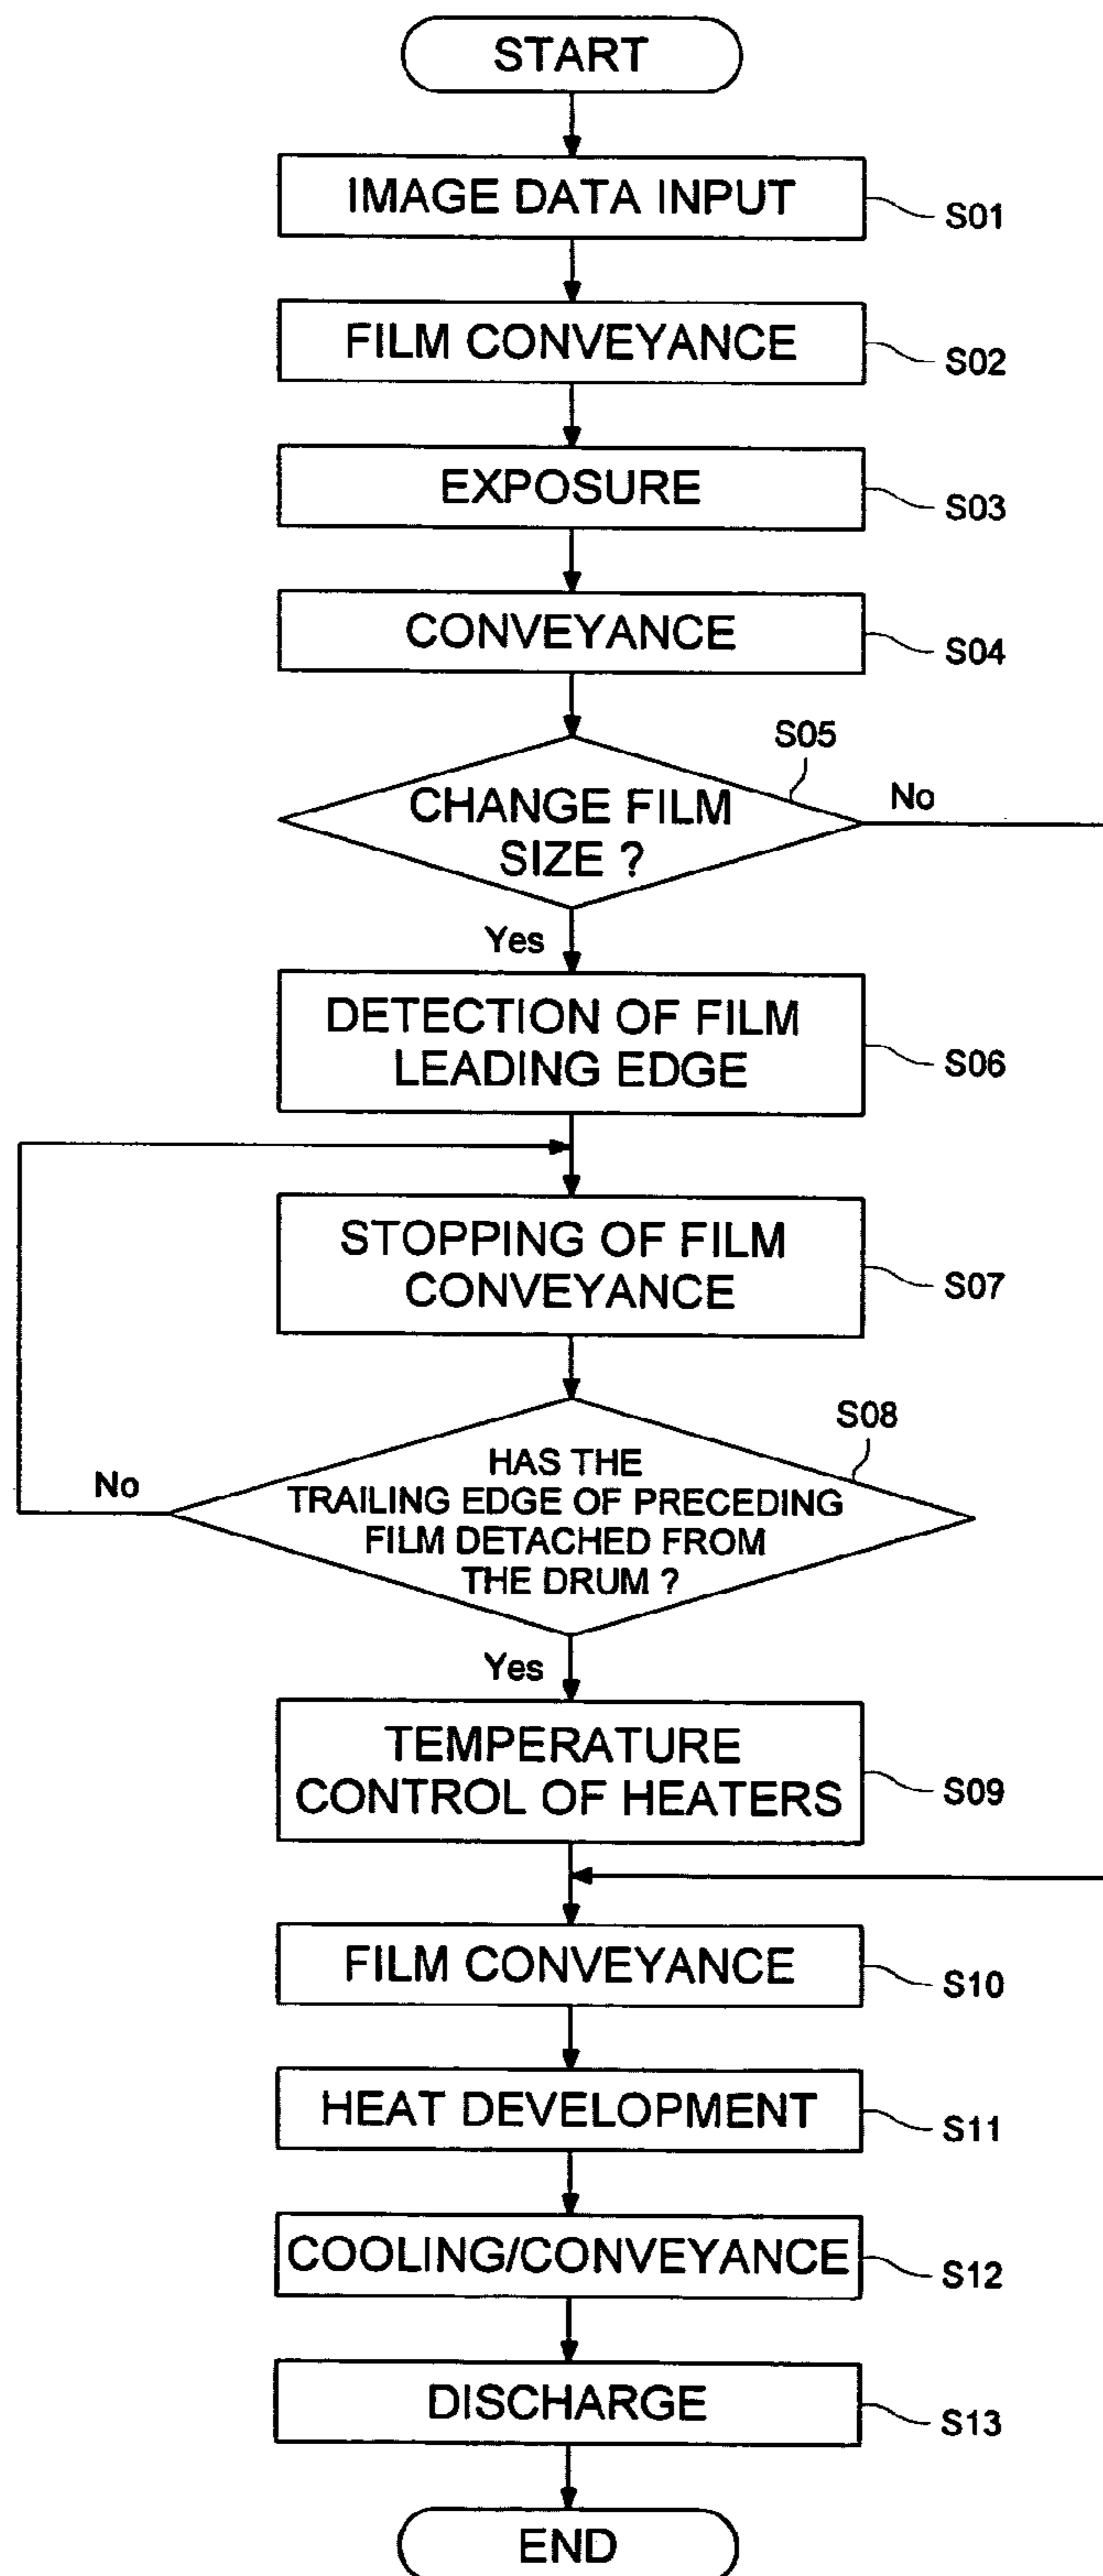 START
IMAGE DATA INPUT
S01
FILM CONVEYANCE
S02
EXPOSURE
S03
CONVEYANCE
S04
S05
CHANGE FILM
SIZE ?
No
Yes
DETECTION OF FILM
LEADING EDGE
S06
STOPPING OF FILM
CONVEYANCE
S07
S08
HAS THE
TRAILING EDGE OF PRECEDING
FILM DETACHED FROM
THE DRUM ?
No
Yes
TEMPERATURE
CONTROL OF HEATERS
S09
FILM CONVEYANCE
S10
HEAT DEVELOPMENT
S11
COOLING/CONVEYANCE
S12
DISCHARGE
S13
END